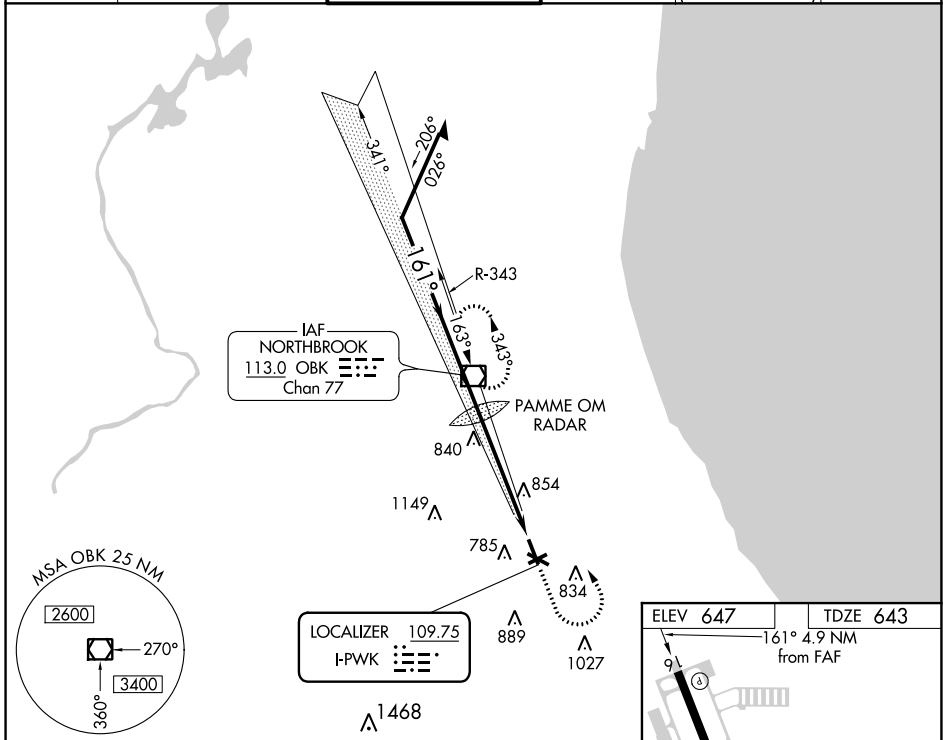 341°
206°
026°
161°
R-343
163°
343°
IAF
NORTHBROOK
113.0 OBK
Chan 77
PAMME OM
RADAR
840
854
1149
785
834
889
1027
MSA OBK 25 NM
2600
270°
3400
360°
LOCALIZER 109.75
I-PWK
1468
ELEV 647
TDZE 643
161° 4.9 NM
from FAF
16
P